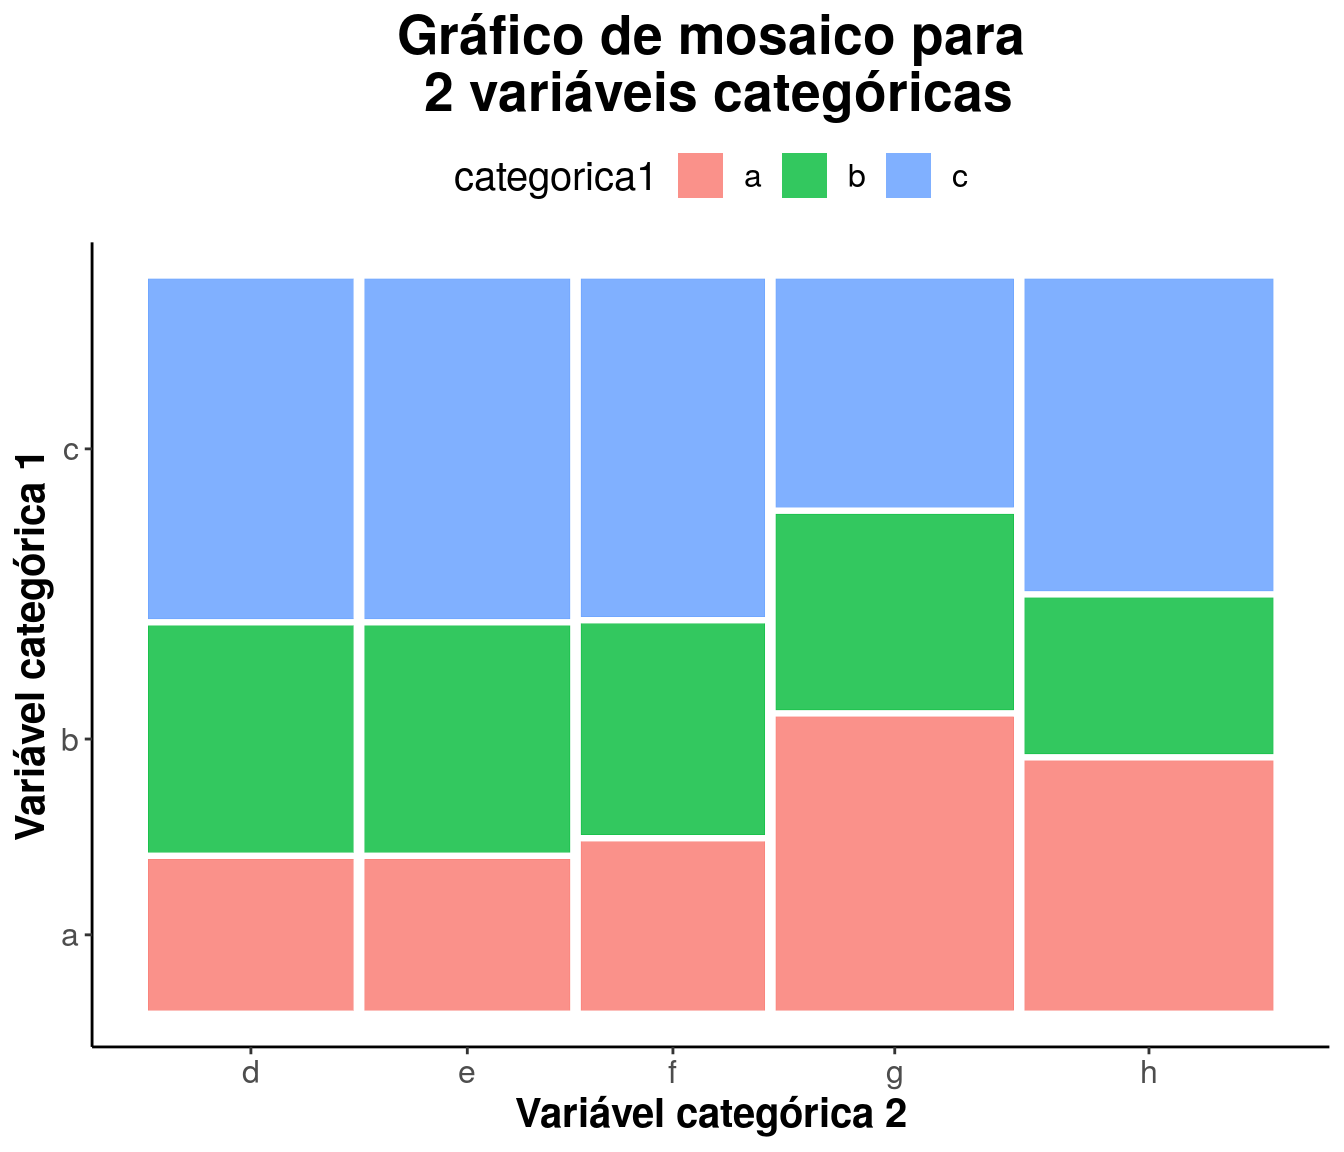 Gráfico de mosaico para
2 variáveis categóricas
categorica1 a b c
Variável categórica 1
c
b
a
d e f g h
Variável categórica 2